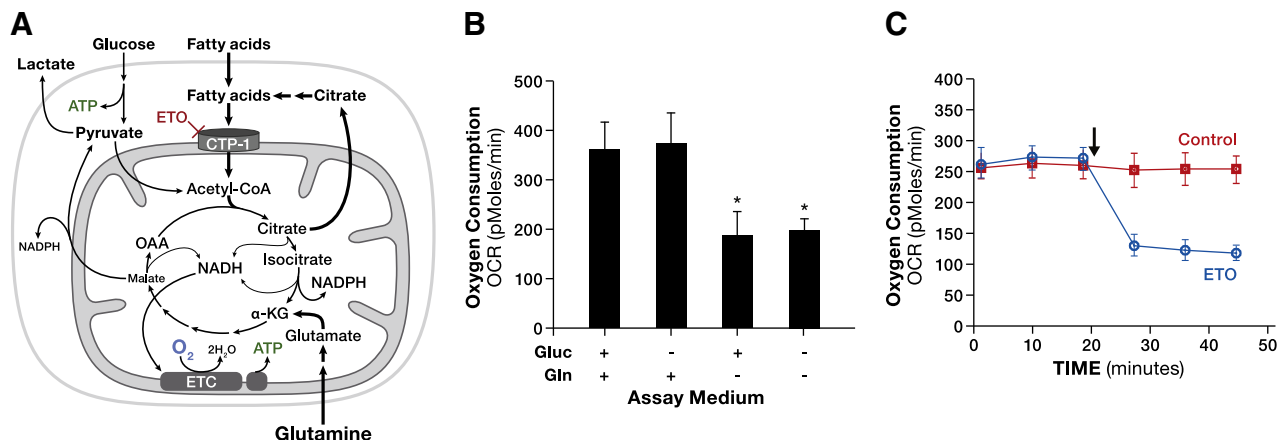 A
Glucose
Fatty acids
Lactate
ATP
Fatty acids
Citrate
ETO
Pyruvate
CTP-1
Acetyl-CoA
Citrate
NADPH
OAA
Isocitrate
NADH
Malate
NADPH
α-KG
Glutamate
O2
2H2O
ATP
ETC
Glutamine
B
Oxygen Consumption
OCR (pMoles/min)
500
400
300
200
100
0
* *
Gluc + - + -
Gln + + - -
Assay Medium
C
Oxygen Consumption
OCR (pMoles/min)
400
350
300
250
200
150
100
50
0
Control
ETO
0 10 20 30 40 50
TIME (minutes)